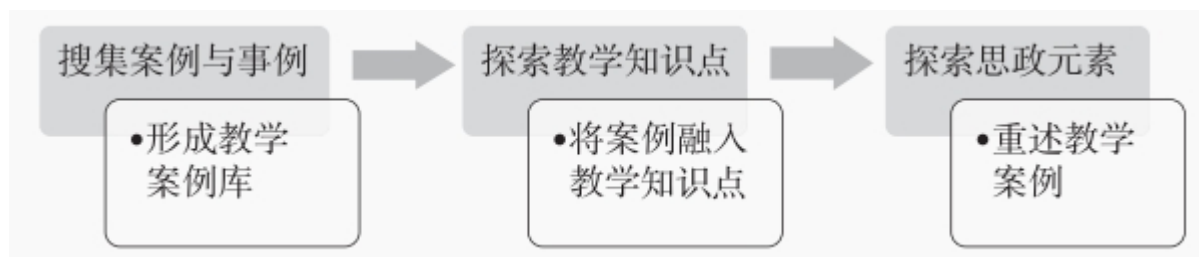 搜集案例与事例
•形成教学
案例库
探索教学知识点
•将案例融入
教学知识点
探索思政元素
•重述教学
案例